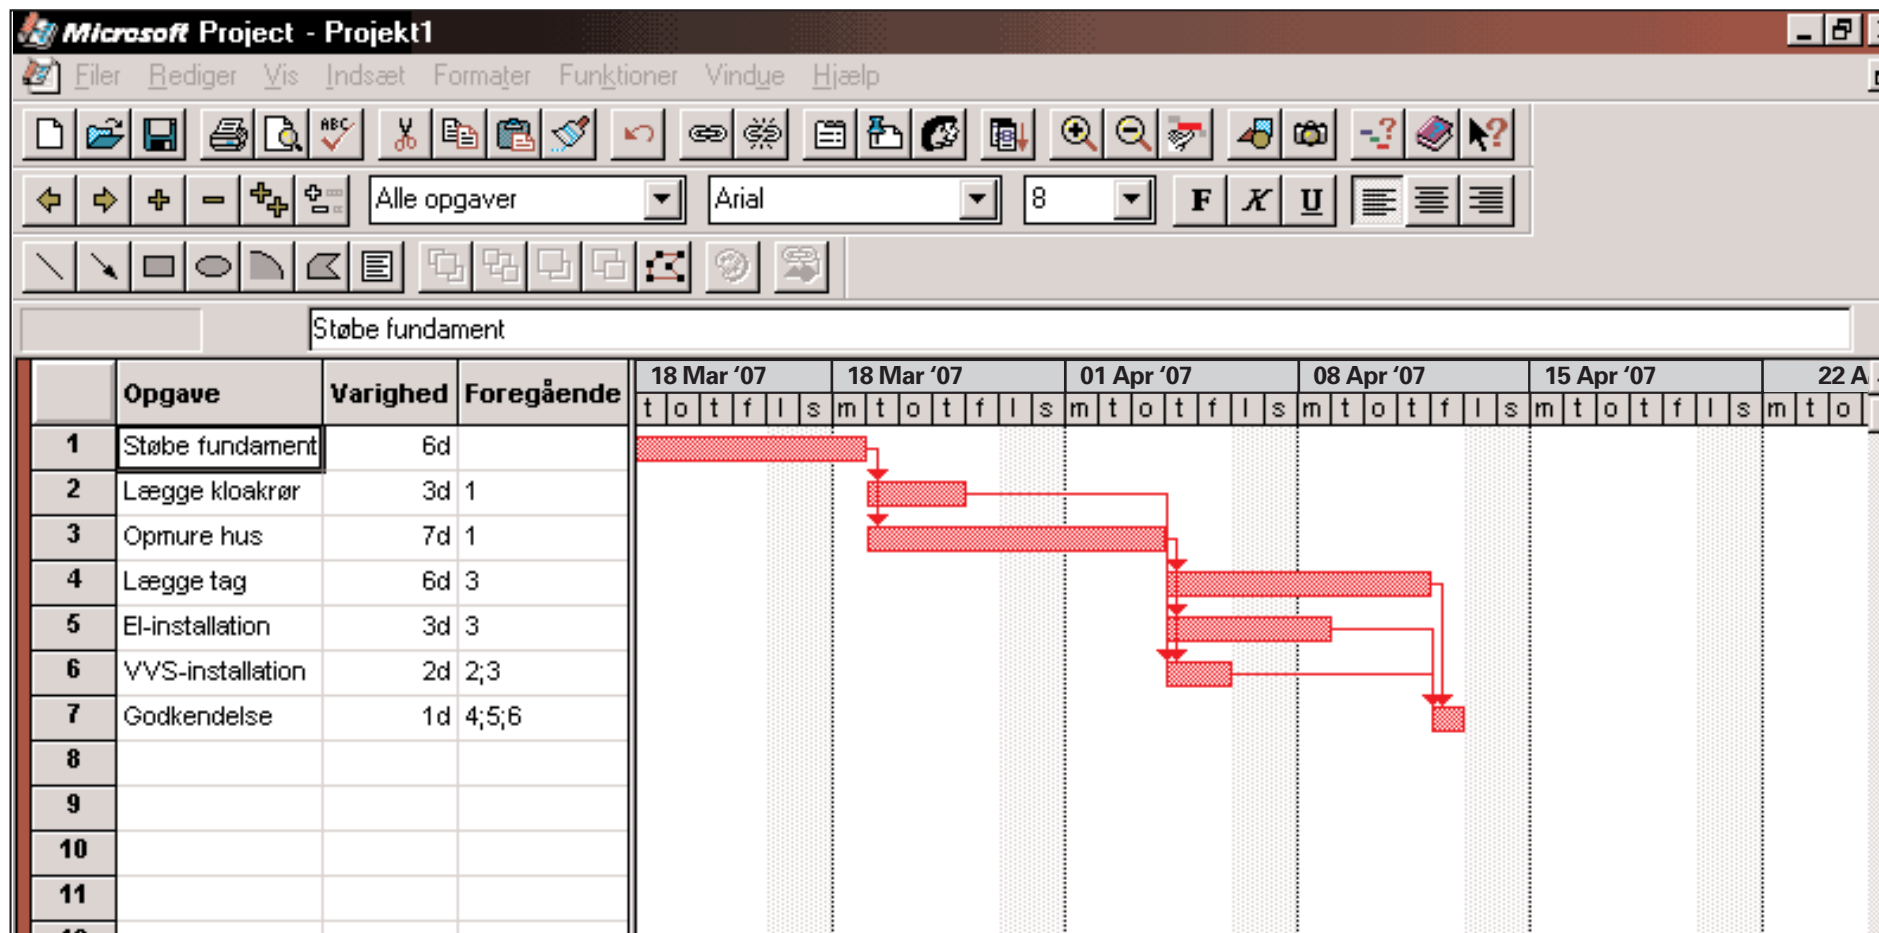 Microsoft Project - Projekt1
Filer Rediger Vis Indsæt Formater Funktioner Vindue Hjælp
ABC
Alle opgaver Arial 8 F K U
Støbe fundament
Opgave Varighed Foregående 18 Mar ‘07 18 Mar ‘07 01 Apr ‘07 08 Apr ‘07 15 Apr ‘07 22 A
t o t f l s m t o t f l s m t o t f l s m t o t f l s m t o t f l s m t o
1 Støbe fundament 6d
2 Lægge kloakrør 3d 1
3 Opmure hus 7d 1
4 Lægge tag 6d 3
5 El-installation 3d 3
6 VVS-installation 2d 2;3
7 Godkendelse 1d 4;5;6
8
9
10
11